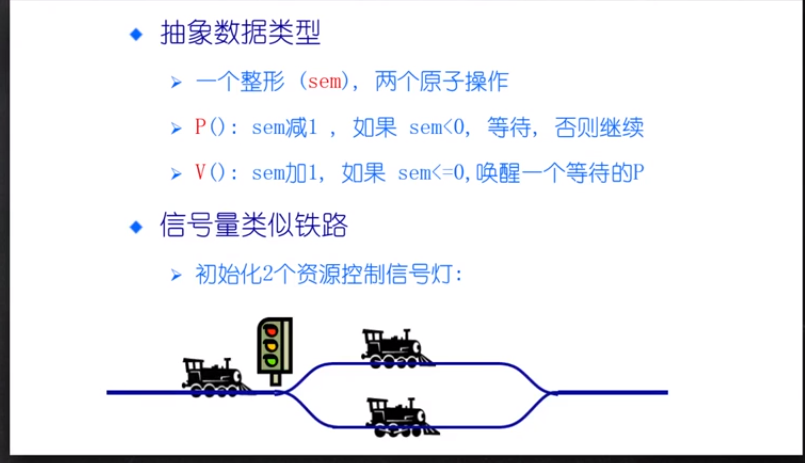 抽象数据类型
一个整形 (sem), 两个原子操作
P(): sem减1 , 如果 sem<0, 等待, 否则继续
V(): sem加1, 如果 sem<=0,唤醒一个等待的P
信号量类似铁路
初始化2个资源控制信号灯: